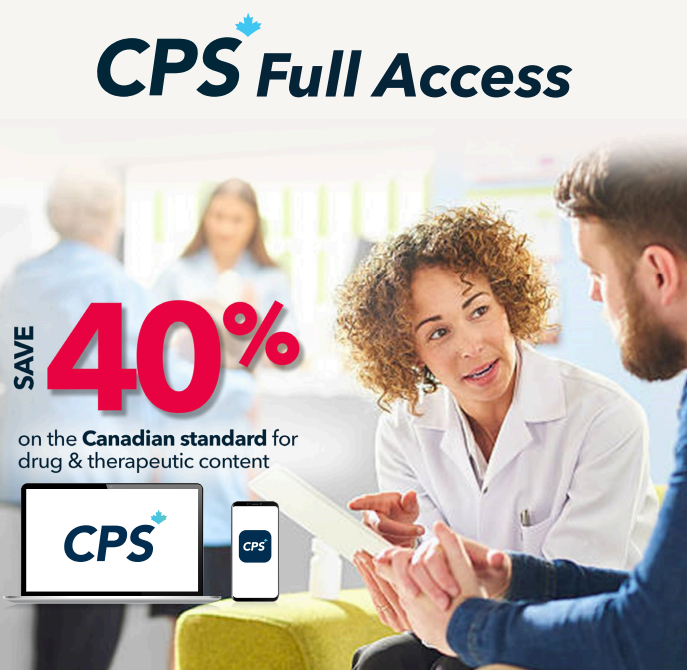 CPS Full Access
SAVE
40%
on the Canadian standard for
drug & therapeutic content
CPS
CPS